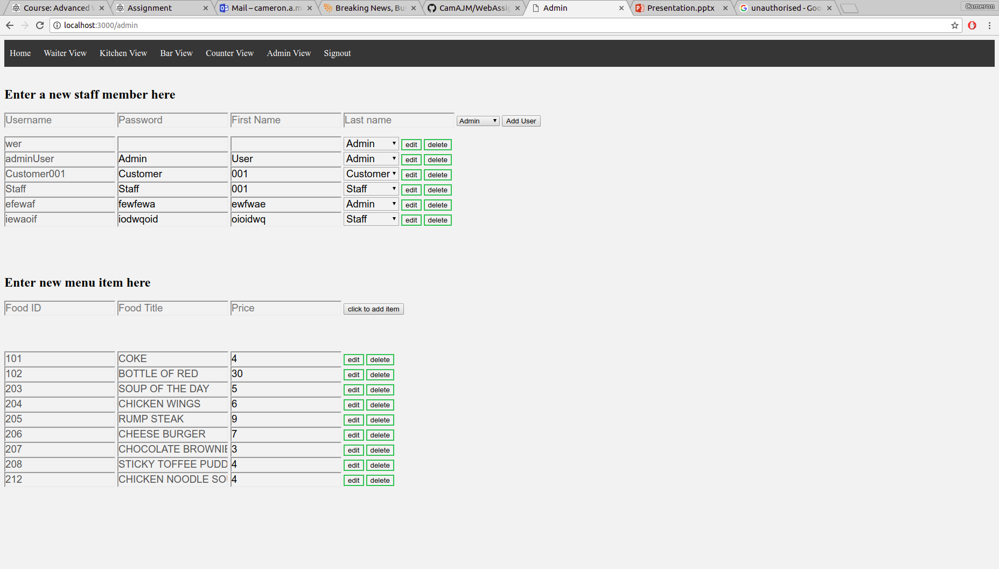 Course: Advanced W
Assignment
Mail – cameron.a.m
Breaking News, Bus
CamAJM/WebAssig
Admin
Presentation.pptx
unauthorised - Goo
Cameron
localhost:3000/admin
Home Waiter View Kitchen View Bar View Counter View Admin View Signout
Enter a new staff member here
Username Password First Name Last name Admin Add User
wer Admin edit delete
adminUser Admin User Admin edit delete
Customer001 Customer 001 Customer edit delete
Staff Staff 001 Staff edit delete
efewaf fewfewa ewfwae Admin edit delete
iewaoif iodwqoid oioidwq Staff edit delete
Enter new menu item here
Food ID Food Title Price click to add item
101 COKE 4 edit delete
102 BOTTLE OF RED 30 edit delete
203 SOUP OF THE DAY 5 edit delete
204 CHICKEN WINGS 6 edit delete
205 RUMP STEAK 9 edit delete
206 CHEESE BURGER 7 edit delete
207 CHOCOLATE BROWNIE 3 edit delete
208 STICKY TOFFEE PUDD 4 edit delete
212 CHICKEN NOODLE SOU 4 edit delete